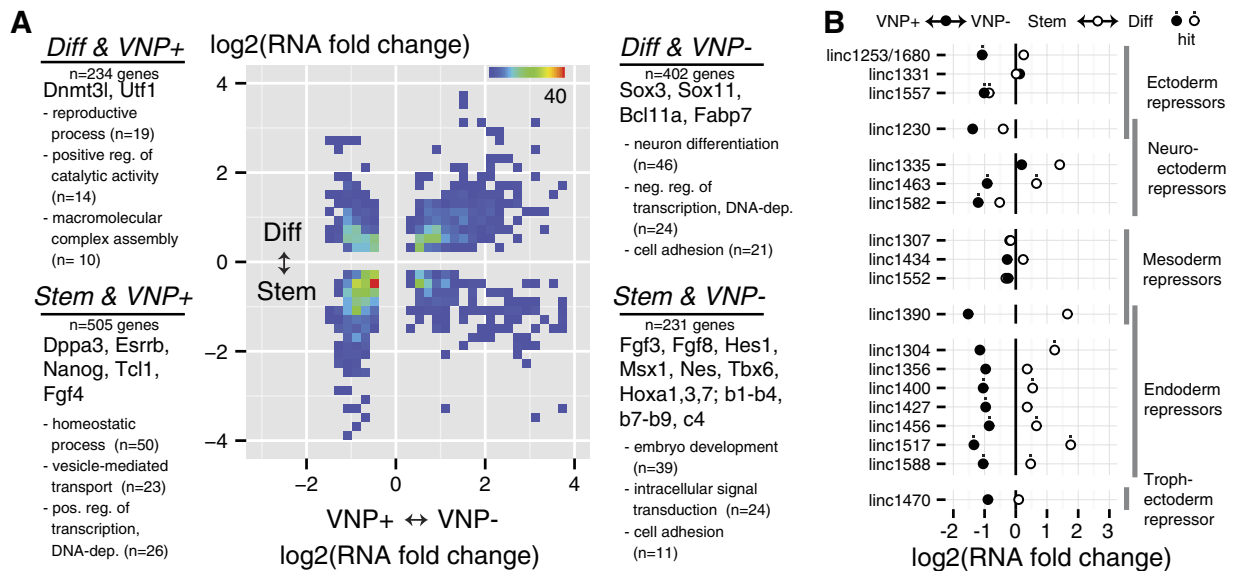 A
Diff & VNP+
n=234 genes
Dnmt3l, Utf1
- reproductive
process (n=19)
- positive reg. of
catalytic activity
(n=14)
- macromolecular
complex assembly
(n= 10)
Stem & VNP+
n=505 genes
Dppa3, Esrrb,
Nanog, Tcl1,
Fgf4
- homeostatic
process (n=50)
- vesicle-mediated
transport (n=23)
- pos. reg. of
transcription,
DNA-dep. (n=26)
log2(RNA fold change)
40
4
2
0
−2
−4
Diff
↕
Stem
−2 0 2 4
VNP+ ↔ VNP-
log2(RNA fold change)
Diff & VNP-
n=402 genes
Sox3, Sox11,
Bcl11a, Fabp7
- neuron differentiation
(n=46)
- neg. reg. of
transcription, DNA-dep.
(n=24)
- cell adhesion (n=21)
Stem & VNP-
n=231 genes
Fgf3, Fgf8, Hes1,
Msx1, Nes, Tbx6,
Hoxa1,3,7; b1-b4,
b7-b9, c4
- embryo development
(n=39)
- intracellular signal
transduction (n=24)
- cell adhesion
(n=11)
B
VNP+ ↔ VNP- Stem ↔ Diff
hit
linc1253/1680
linc1331
linc1557
linc1230
linc1335
linc1463
linc1582
linc1307
linc1434
linc1552
linc1390
linc1304
linc1356
linc1400
linc1427
linc1456
linc1517
linc1588
linc1470
Ectoderm
repressors
Neuro-
ectoderm
repressors
Mesoderm
repressors
Endoderm
repressors
Troph-
ectoderm
repressor
-2 -1 0 1 2 3
log2(RNA fold change)